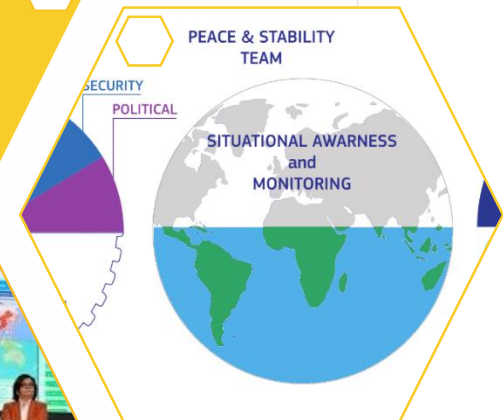 PEACE & STABILITY
TEAM
SECURITY
POLITICAL
SITUATIONAL AWARNESS
and
MONITORING